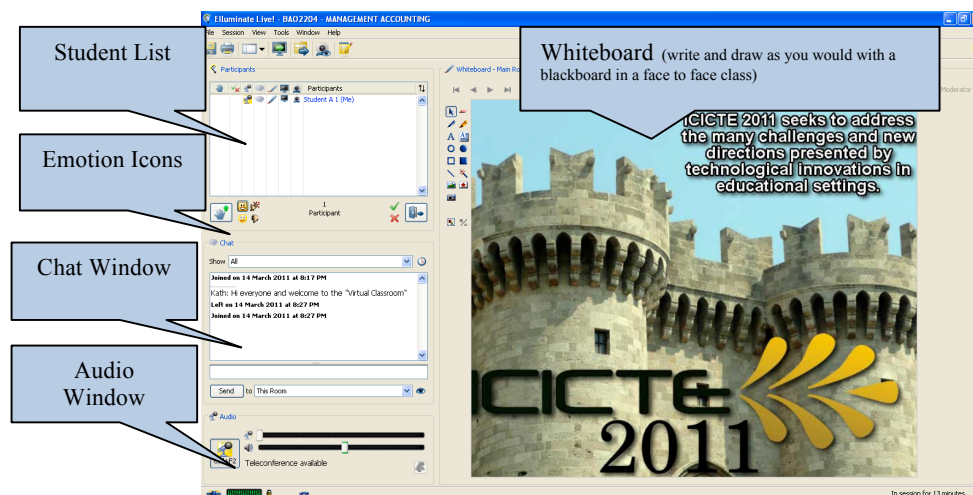 Elluminate Live! - BAO2204 - MANAGEMENT ACCOUNTING
File Session View Tools Window Help
Student List
Emotion Icons
Chat Window
Audio
Window
Whiteboard (write and draw as you would with a
blackboard in a face to face class)
Participants
Participants
Student A 1 (Me)
1
Participant
Chat
Show All
Joined on 14 March 2011 at 8:17 PM
Kath: Hi everyone and welcome to the "Virtual Classroom"
Left on 14 March 2011 at 8:27 PM
Joined on 14 March 2011 at 8:27 PM
Send to This Room
Audio
Teleconference available
Whiteboard - Main Ro
Moderator
ICICTE 2011 seeks to address
the many challenges and new
directions presented by
technological innovations in
educational settings.
ICICTE
2011
In session for 13 minutes